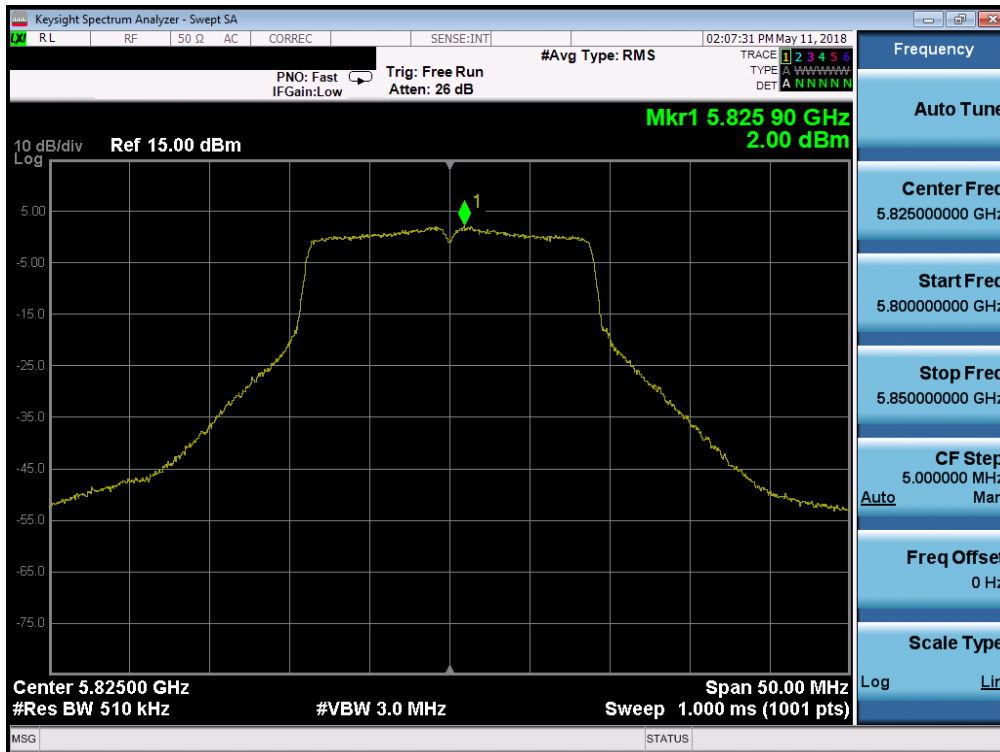 Keysight Spectrum Analyzer - Swept SA
LXI RL RF 50 Ω AC CORREC SENSE:INT 02:07:31 PM May 11, 2018
#Avg Type: RMS
TRACE 1 2 3 4 5 6
TYPE A WWWWW
DET A N N N N N
PNO: Fast
IFGain:Low
Trig: Free Run
Atten: 26 dB
Mkr1 5.825 90 GHz
2.00 dBm
10 dB/div
Log
Ref 15.00 dBm
1
5.00
-5.00
-15.0
-25.0
-35.0
-45.0
-55.0
-65.0
-75.0
Center 5.82500 GHz
Span 50.00 MHz
#Res BW 510 kHz
#VBW 3.0 MHz
Sweep 1.000 ms (1001 pts)
MSG
STATUS
Frequency
Auto Tune
Center Freq
5.825000000 GHz
Start Freq
5.800000000 GHz
Stop Freq
5.850000000 GHz
CF Step
5.000000 MHz
Auto Man
Freq Offset
0 Hz
Scale Type
Log Lin